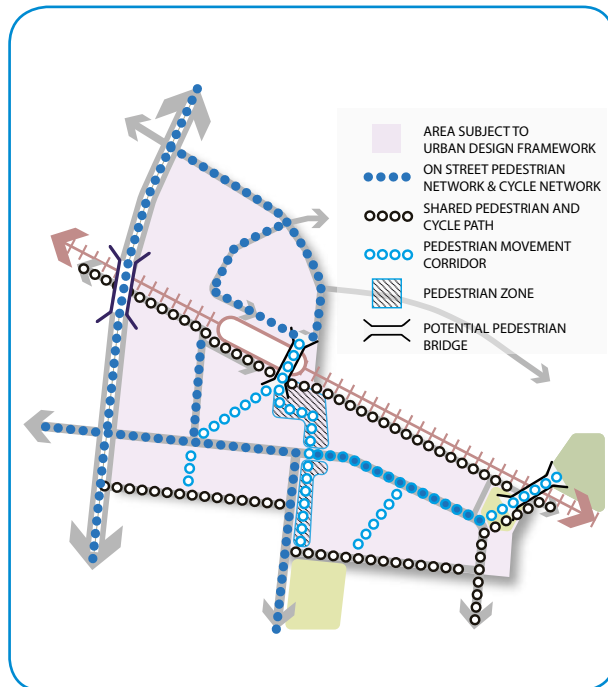 AREA SUBJECT TO
URBAN DESIGN FRAMEWORK
ON STREET PEDESTRIAN
NETWORK & CYCLE NETWORK
SHARED PEDESTRIAN AND
CYCLE PATH
PEDESTRIAN MOVEMENT
CORRIDOR
PEDESTRIAN ZONE
POTENTIAL PEDESTRIAN
BRIDGE